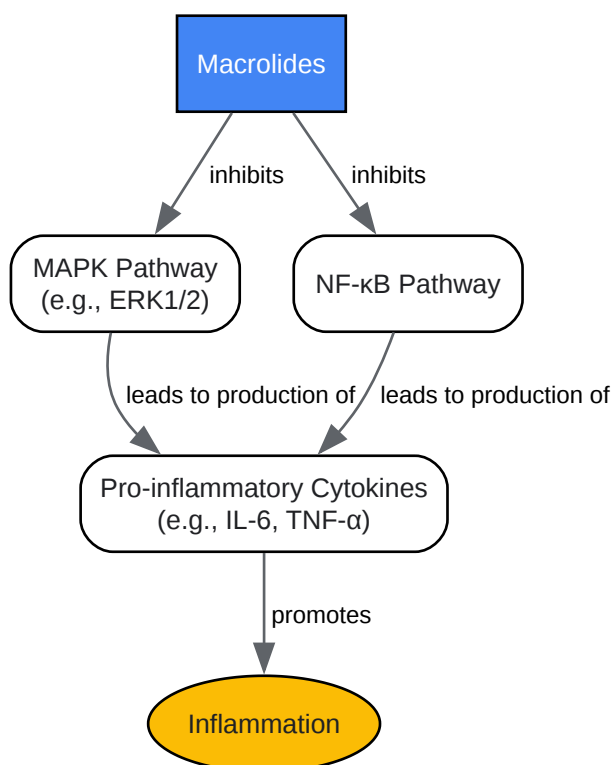 Macrolides
inhibits
inhibits
MAPK Pathway
(e.g., ERK1/2)
NF-κB Pathway
leads to production of
leads to production of
Pro-inflammatory Cytokines
(e.g., IL-6, TNF-α)
promotes
Inflammation